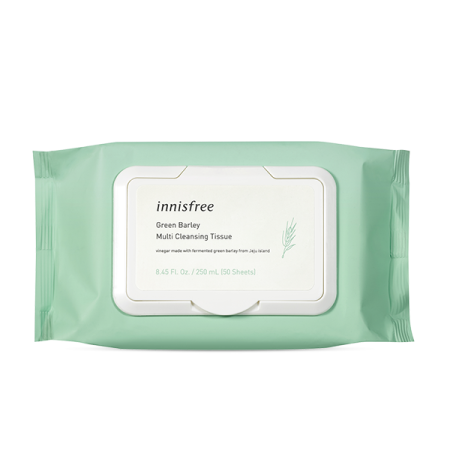 innisfree
Green Barley
Multi Cleansing Tissue
vinegar made with fermented green barley from Jeju Island
8.45 Fl. Oz. / 250 mL (50 Sheets)